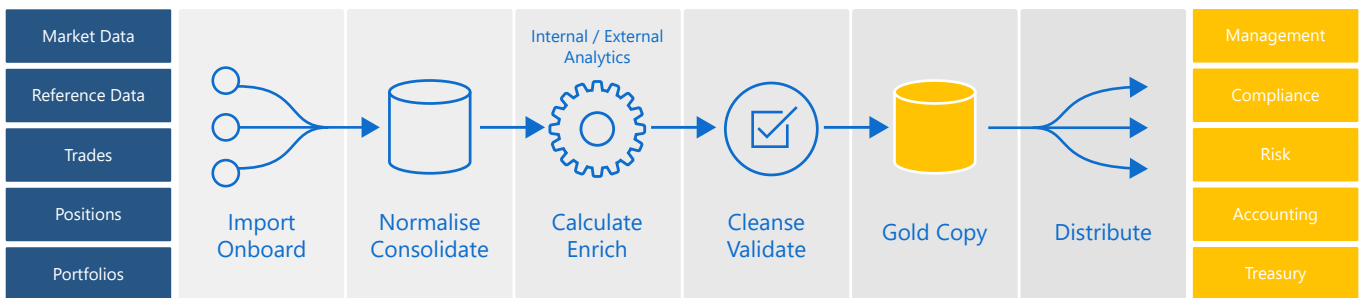 Market Data
Reference Data
Trades
Positions
Portfolios
Import
Onboard
Normalise
Consolidate
Internal / External
Analytics
Calculate
Enrich
Cleanse
Validate
Gold Copy
Distribute
Management
Compliance
Risk
Accounting
Treasury